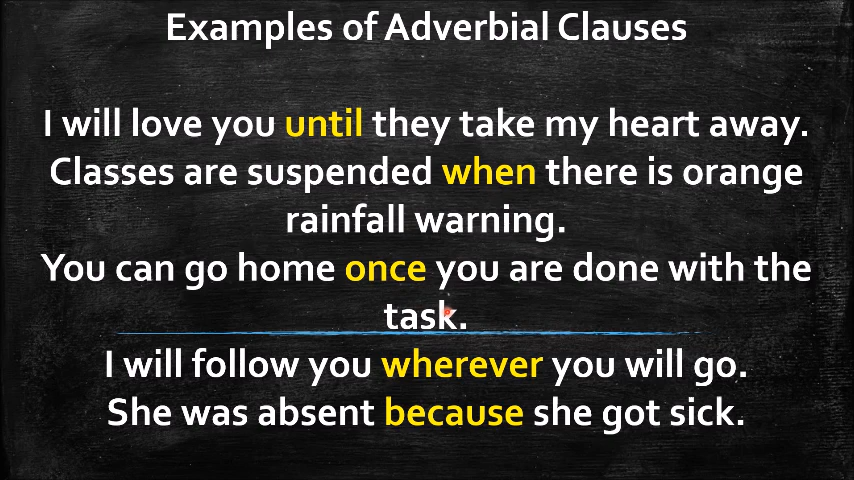 Examples of Adverbial Clauses
I will love you until they take my heart away.
Classes are suspended when there is orange
rainfall warning.
You can go home once you are done with the
task.
I will follow you wherever you will go.
She was absent because she got sick.